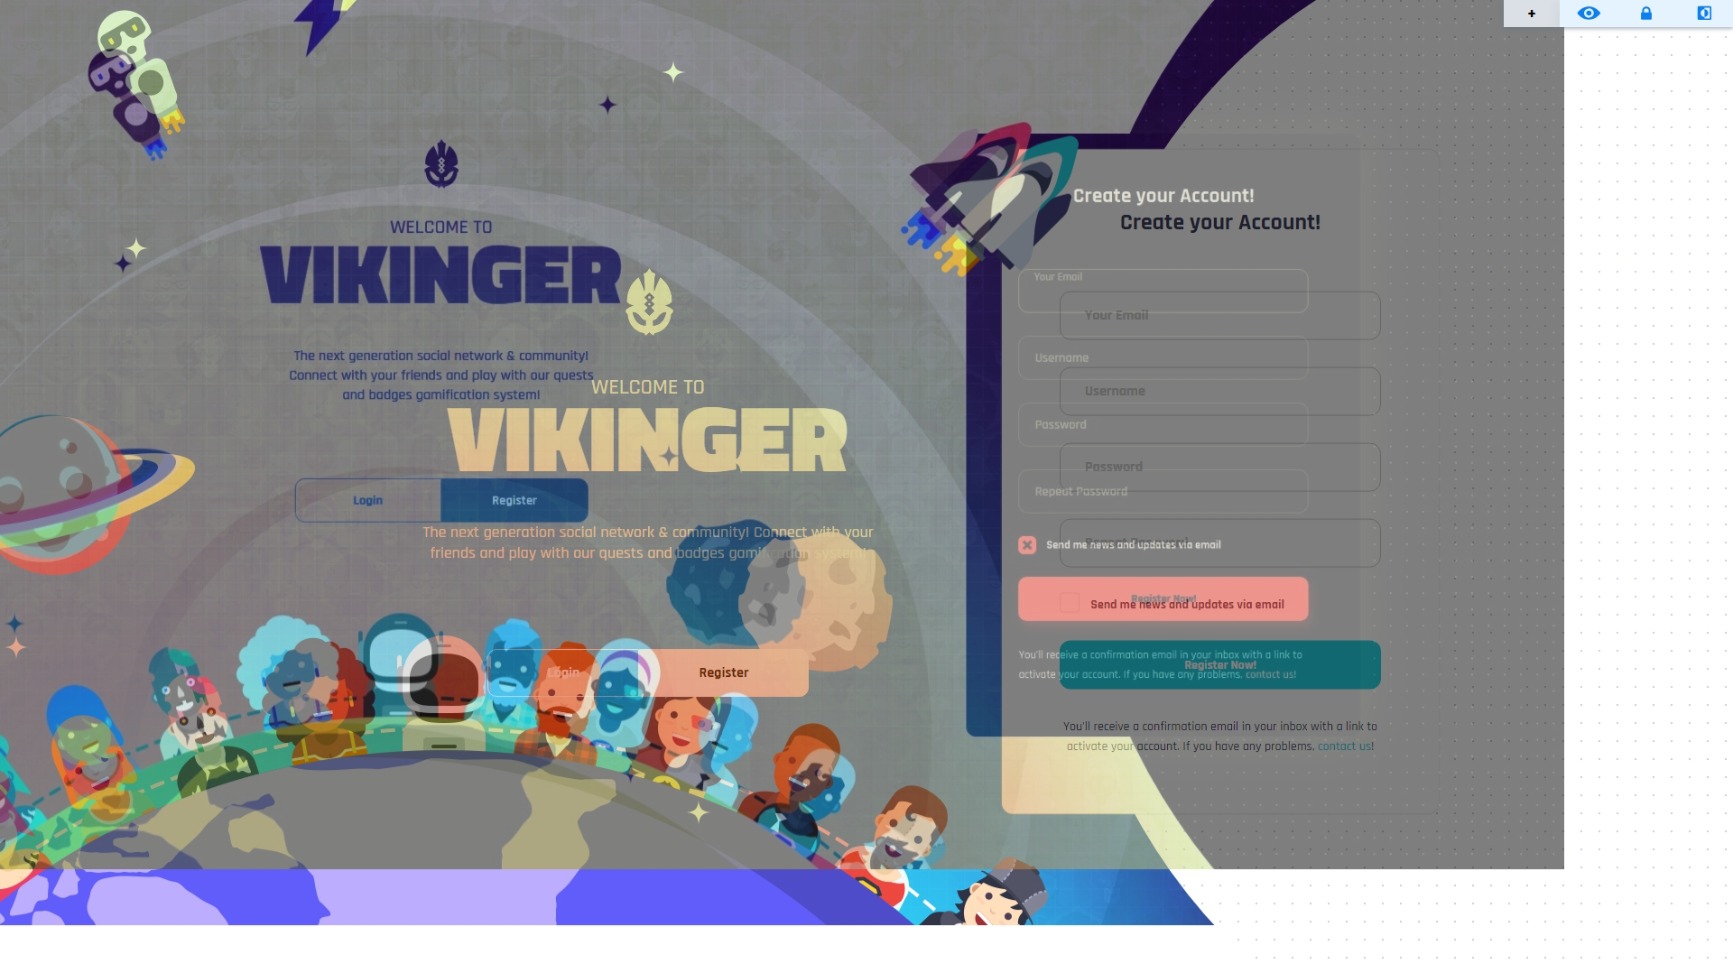 +
WELCOME TO
VIKINGER
The next generation social network & community!
Connect with your friends and play with our quests
and badges gamification system!
Login
Register
WELCOME TO
VIKINGER
The next generation social network & community! Connect with your
friends and play with our quests and badges gamification system!
Login
Register
Create your Account!
Your Email
Username
Password
Repeat Password
Send me news and updates via email
Register Now!
You'll receive a confirmation email in your inbox with a link to
activate your account. If you have any problems, contact us!
Create your Account!
Your Email
Username
Password
Repeat Password
Send me news and updates via email
Register Now!
You'll receive a confirmation email in your inbox with a link to
activate your account. If you have any problems, contact us!